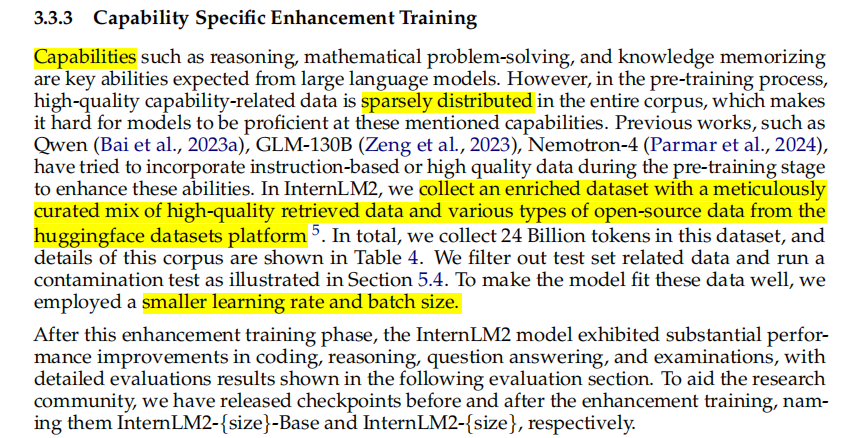 3.3.3 Capability Specific Enhancement Training
Capabilities such as reasoning, mathematical problem-solving, and knowledge memorizing
are key abilities expected from large language models. However, in the pre-training process,
high-quality capability-related data is sparsely distributed in the entire corpus, which makes
it hard for models to be proficient at these mentioned capabilities. Previous works, such as
Qwen (Bai et al., 2023a), GLM-130B (Zeng et al., 2023), Nemotron-4 (Parmar et al., 2024),
have tried to incorporate instruction-based or high quality data during the pre-training stage
to enhance these abilities. In InternLM2, we collect an enriched dataset with a meticulously
curated mix of high-quality retrieved data and various types of open-source data from the
huggingface datasets platform 5. In total, we collect 24 Billion tokens in this dataset, and
details of this corpus are shown in Table 4. We filter out test set related data and run a
contamination test as illustrated in Section 5.4. To make the model fit these data well, we
employed a smaller learning rate and batch size.
After this enhancement training phase, the InternLM2 model exhibited substantial perfor-
mance improvements in coding, reasoning, question answering, and examinations, with
detailed evaluations results shown in the following evaluation section. To aid the research
community, we have released checkpoints before and after the enhancement training, nam-
ing them InternLM2-{size}-Base and InternLM2-{size}, respectively.